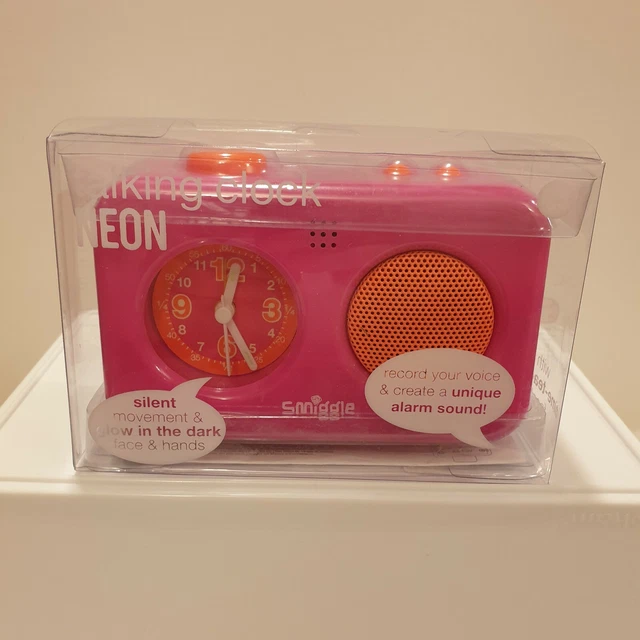 talking clock
NEON
12
11 1
10 2
9 3
8 4
7 5
6
smiggle
silent
movement &
glow in the dark
face & hands
record your voice
& create a unique
alarm sound!